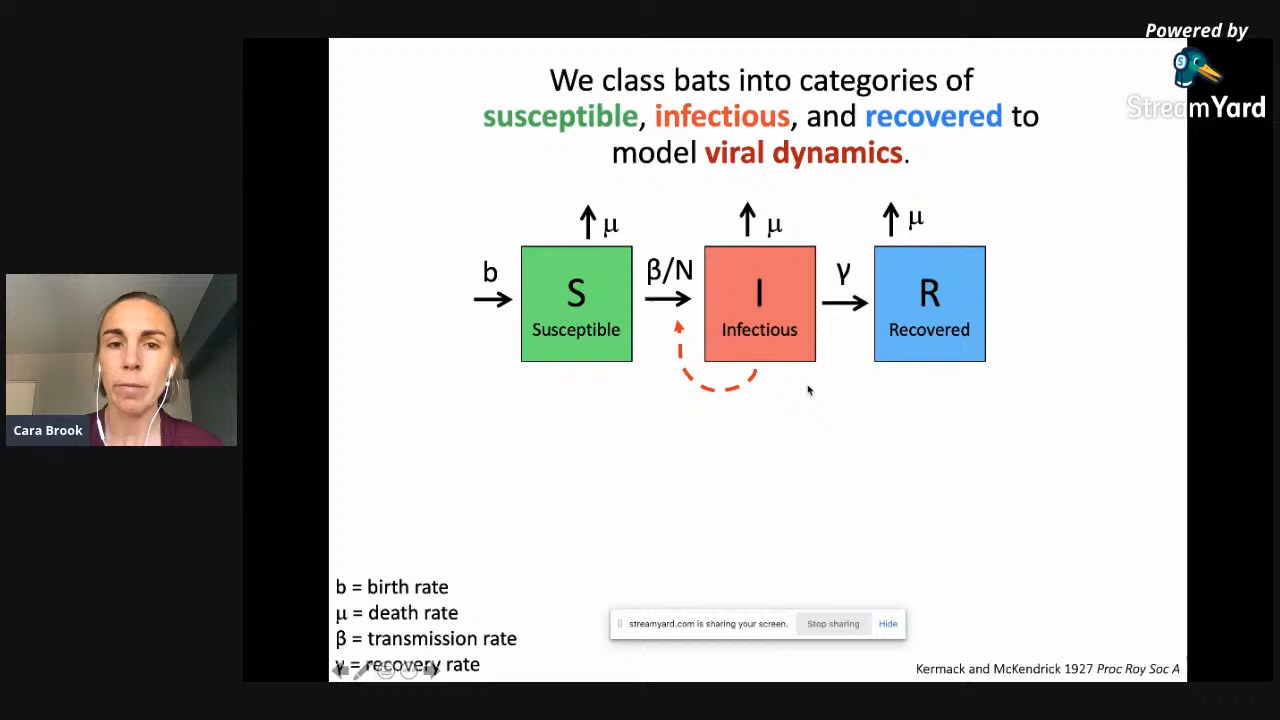 Powered by
StreamYard
We class bats into categories of
susceptible, infectious, and recovered to
model viral dynamics.
μ
μ
μ
b
β/N
γ
S
Susceptible
I
Infectious
R
Recovered
Cara Brook
b = birth rate
μ = death rate
β = transmission rate
γ = recovery rate
streamyard.com is sharing your screen.
Stop sharing
Hide
Kermack and McKendrick 1927 Proc Roy Soc A